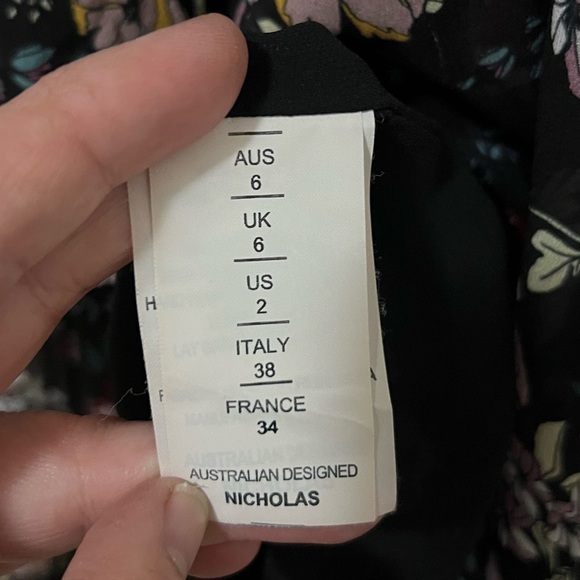 AUS
6
UK
6
US
2
ITALY
38
FRANCE
34
AUSTRALIAN DESIGNED
NICHOLAS